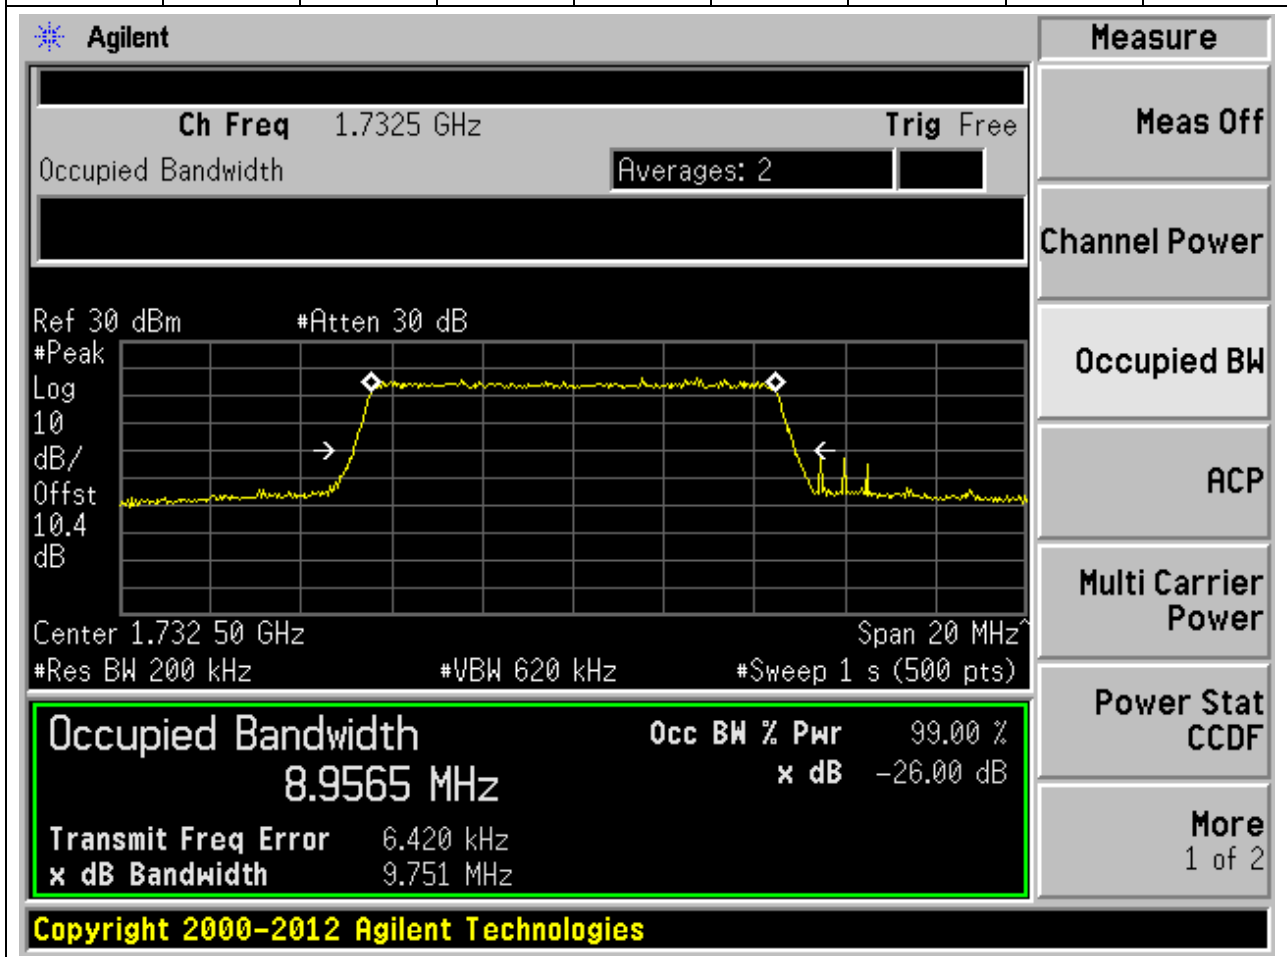 Agilent
Measure
Ch Freq 1.7325 GHz Trig Free
Occupied Bandwidth Averages: 2
Ref 30 dBm #Atten 30 dB
#Peak
Log
10
dB/
Offst
10.4
dB
Center 1.732 50 GHz Span 20 MHz^
#Res BW 200 kHz #VBW 620 kHz #Sweep 1 s (500 pts)
Occupied Bandwidth Occ BW % Pwr 99.00 %
8.9565 MHz x dB -26.00 dB
Transmit Freq Error 6.420 kHz
x dB Bandwidth 9.751 MHz
Copyright 2000-2012 Agilent Technologies
Meas Off
Channel Power
Occupied BW
ACP
Multi Carrier
Power
Power Stat
CCDF
More
1 of 2